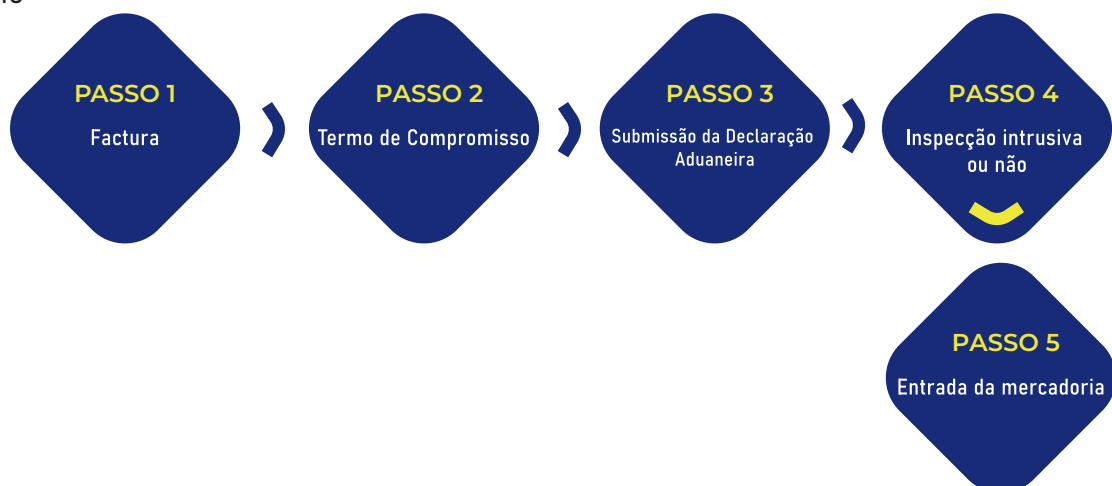 PASSO 1
Factura
PASSO 2
Termo de Compromisso
PASSO 3
Submissão da Declaração
Aduaneira
PASSO 4
Inspecção intrusiva
ou não
PASSO 5
Entrada da mercadoria